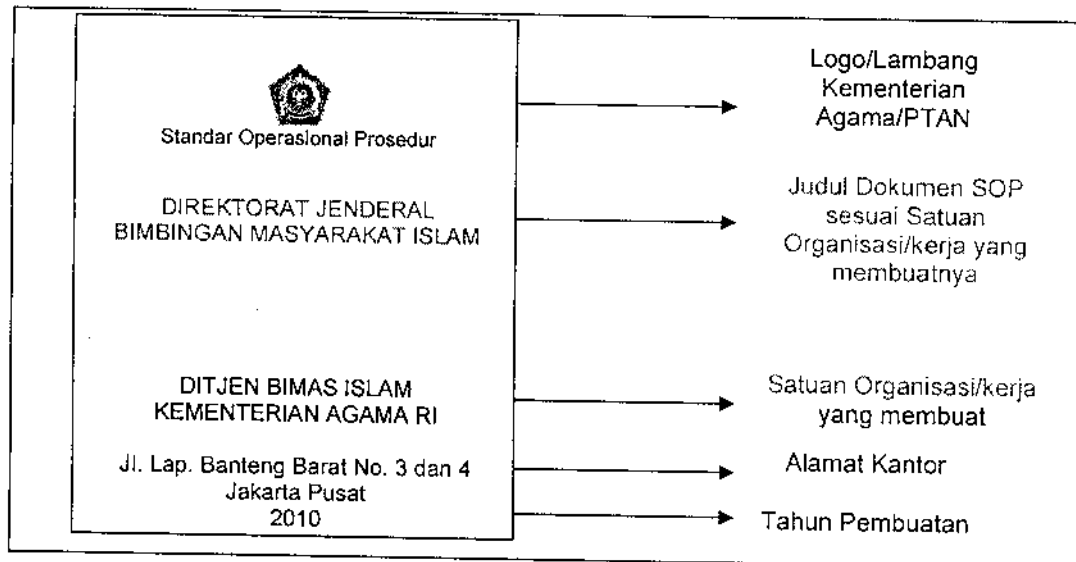 Standar Operasional Prosedur
DIREKTORAT JENDERAL
BIMBINGAN MASYARAKAT ISLAM
DITJEN BIMAS ISLAM
KEMENTERIAN AGAMA RI
Jl. Lap. Banteng Barat No. 3 dan 4
Jakarta Pusat
2010
Logo/Lambang
Kementerian
Agama/PTAN
Judul Dokumen SOP
sesuai Satuan
Organisasi/kerja yang
membuatnya
Satuan Organisasi/kerja
yang membuat
Alamat Kantor
Tahun Pembuatan